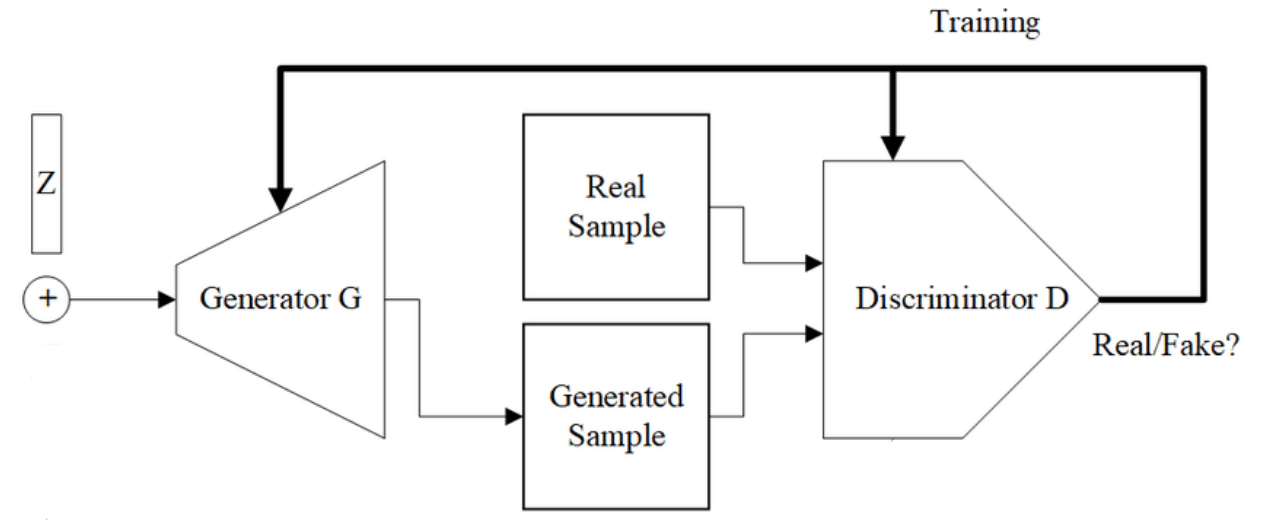 Training
Z
+
Generator G
Real
Sample
Generated
Sample
Discriminator D
Real/Fake?